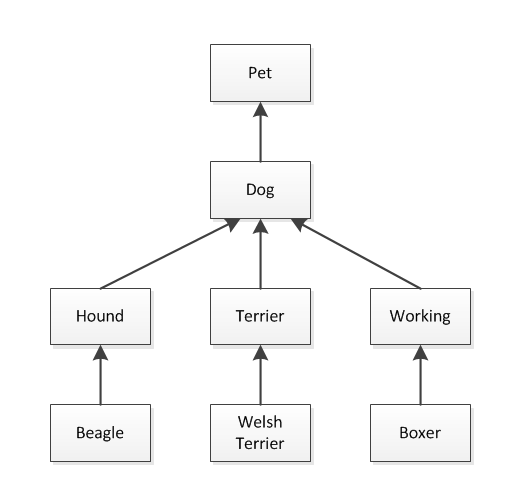 Pet
Dog
Hound
Terrier
Working
Beagle
Welsh
Terrier
Boxer